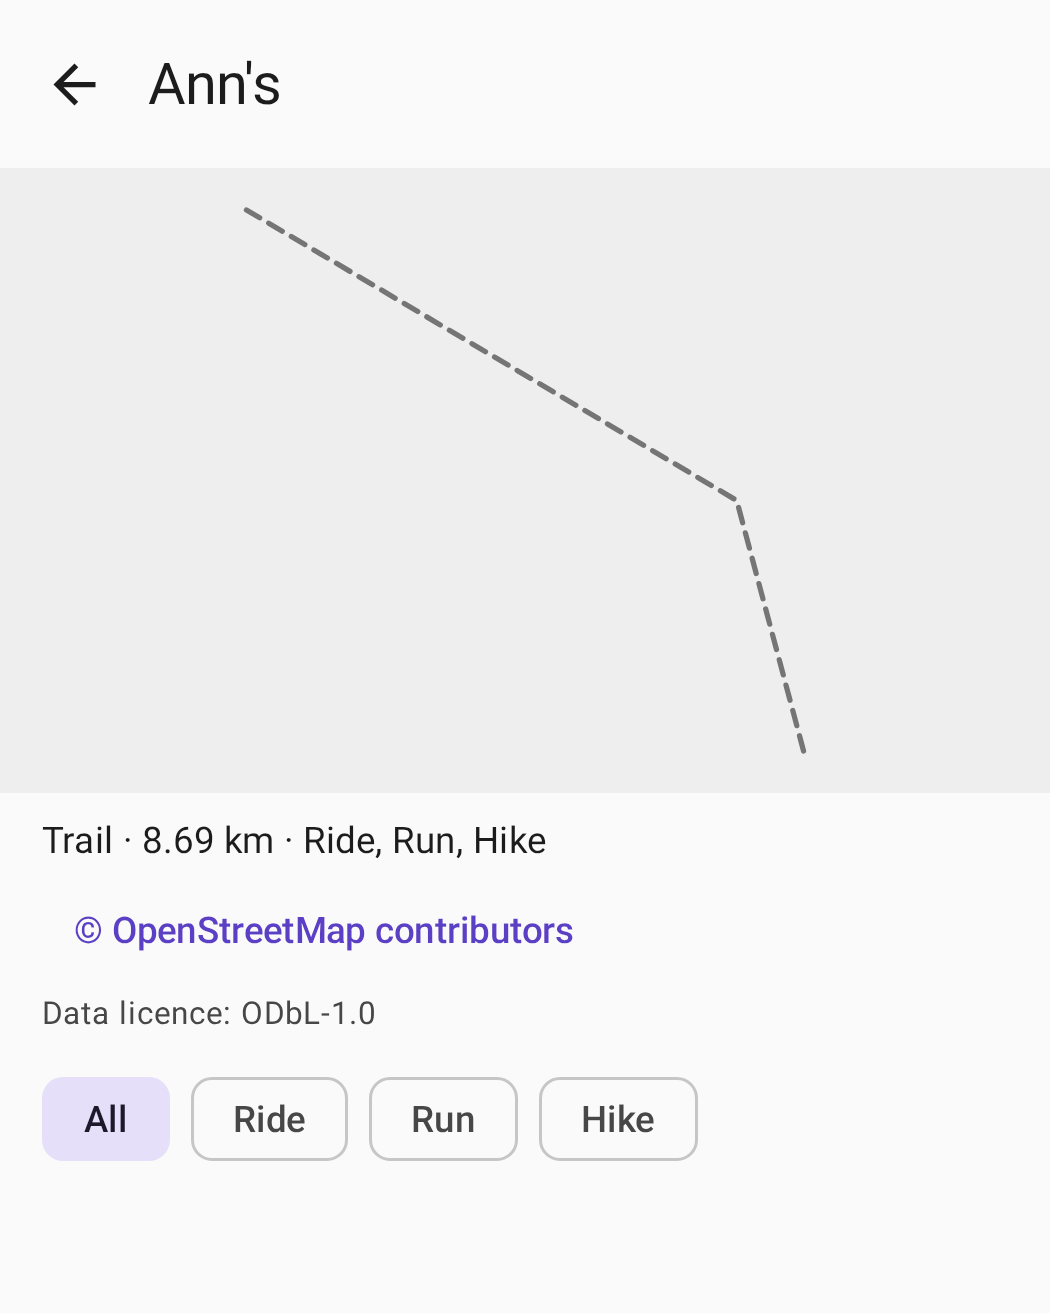 Ann's
Trail · 8.69 km · Ride, Run, Hike
© OpenStreetMap contributors
Data licence: ODbL-1.0
All Ride Run Hike